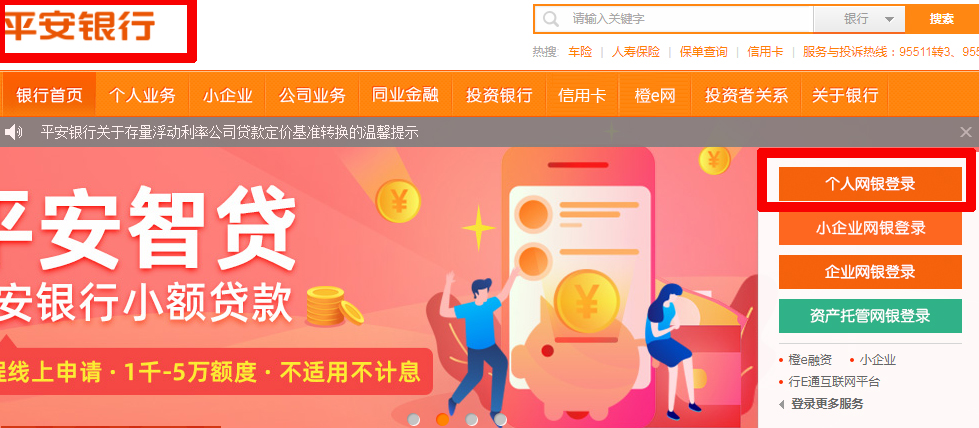 平安银行
请输入关键字 银行 搜索
热搜 车险 | 人寿保险 | 保单查询 | 信用卡 | 服务与投诉热线：95511转3、955
银行首页 个人业务 小企业 公司业务 同业金融 投资银行 信用卡 橙e网 投资者关系 关于银行
平安银行关于存量浮动利率公司贷款定价基准转换的温馨提示
平安智贷
安银行小额贷款
程线上申请·1千-5万额度·不适用不计息
个人网银登录
小企业网银登录
企业网银登录
资产托管网银登录
橙e融资 小企业
行E通互联网平台
登录更多服务